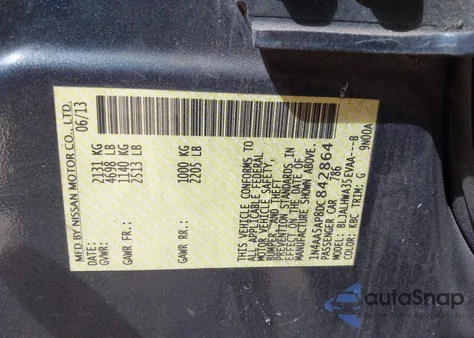 MFD BY NISSAN MOTOR CO., LTD.
DATE: 06/13
GVWR: 2131 KG
4698 LB
GAWR FR.: 1140 KG
2513 LB
GAWR RR.: 1000 KG
2205 LB
THIS VEHICLE CONFORMS TO
ALL APPLICABLE FEDERAL
MOTOR VEHICLE SAFETY,
BUMPER, AND THEFT
PREVENTION STANDARDS IN
EFFECT ON THE DATE OF
MANUFACTURE SHOWN ABOVE.
1N4AA5AP8DC842864
PASSENGER CAR 78P
BLJALHWA35EVAA---B
COLOR: KBC TRIM: G 9N00A
autoSnap